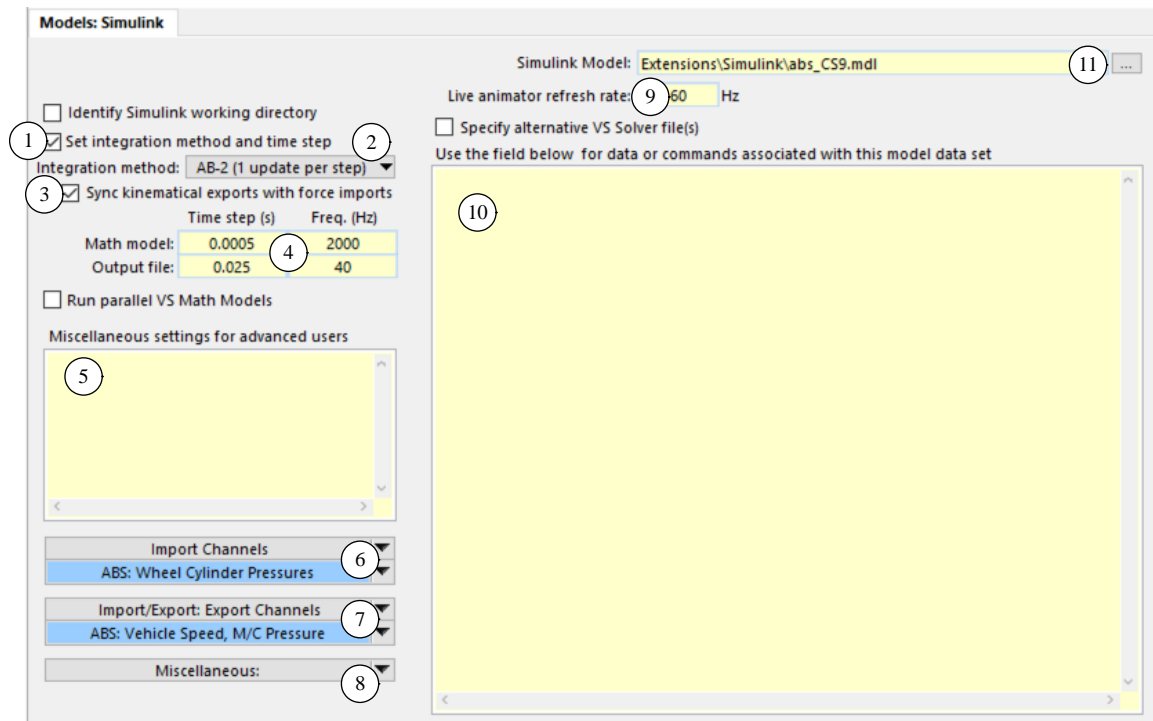 Models: Simulink
Simulink Model: Extensions\Simulink\abs_CS9.mdl 11 ...
Live animator refresh rate: 9 60 Hz
Identify Simulink working directory
Specify alternative VS Solver file(s)
1 Set integration method and time step 2
Use the field below for data or commands associated with this model data set
Integration method: AB-2 (1 update per step)
3 Sync kinematical exports with force imports
10
Time step (s) Freq. (Hz)
Math model: 0.0005 4 2000
Output file: 0.025 40
Run parallel VS Math Models
Miscellaneous settings for advanced users
5
Import Channels 6
ABS: Wheel Cylinder Pressures
Import/Export: Export Channels 7
ABS: Vehicle Speed, M/C Pressure
Miscellaneous: 8